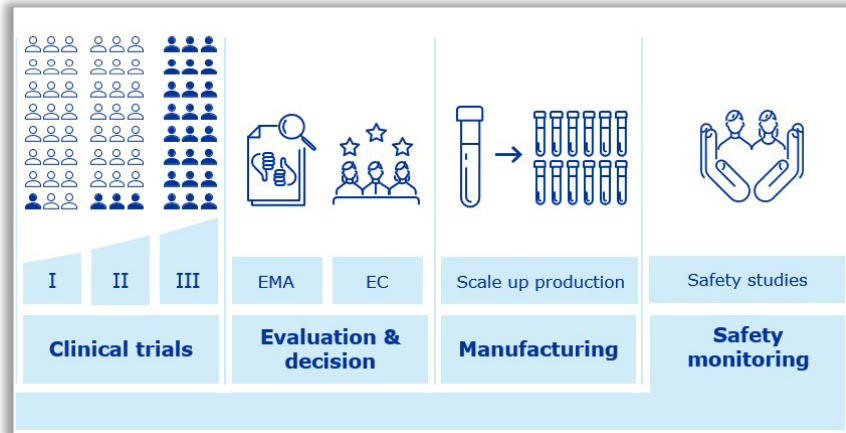 I
II
III
EMA
EC
Scale up production
Safety studies
Clinical trials
Evaluation &
decision
Manufacturing
Safety
monitoring